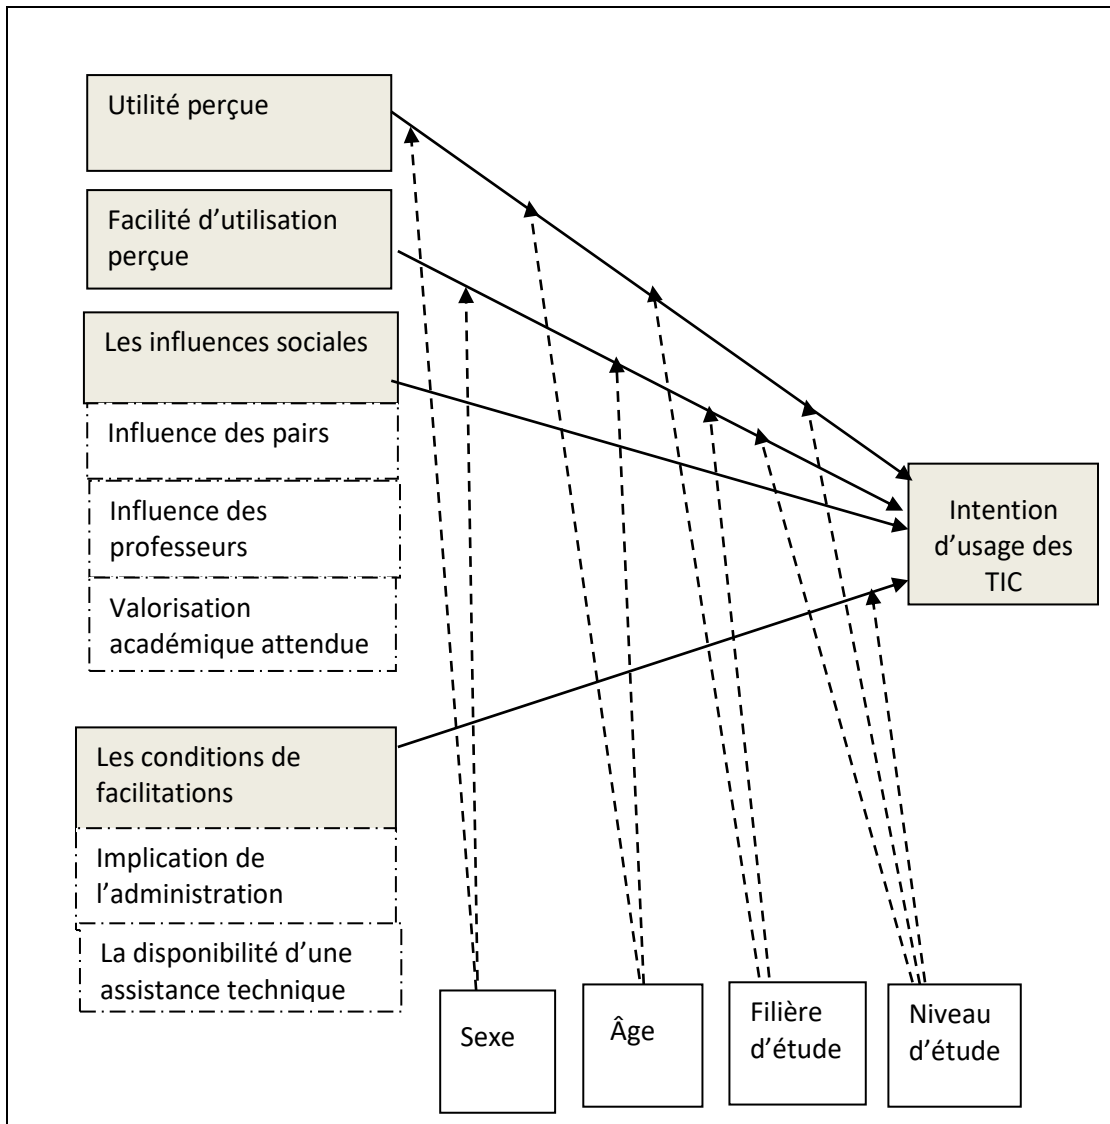 Utilité perçue
Facilité d'utilisation
perçue
Les influences sociales
Influence des pairs
Influence des
professeurs
Valorisation
académique attendue
Intention
d'usage des
TIC
Les conditions de
facilitations
Implication de
l'administration
La disponibilité d'une
assistance technique
Sexe
Âge
Filière
d'étude
Niveau
d'étude